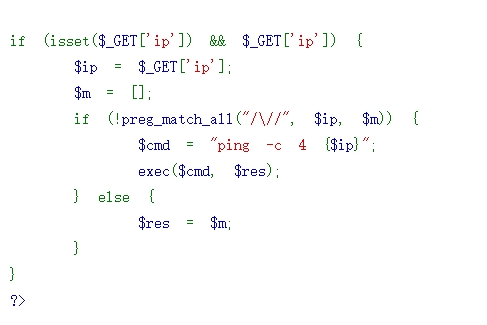 if (isset($_GET['ip']) && $_GET['ip']) {
$ip = $_GET['ip'];
$m = [];
if (!preg_match_all("/\//", $ip, $m)) {
$cmd = "ping -c 4 {$ip}";
exec($cmd, $res);
} else {
$res = $m;
}
}
?>